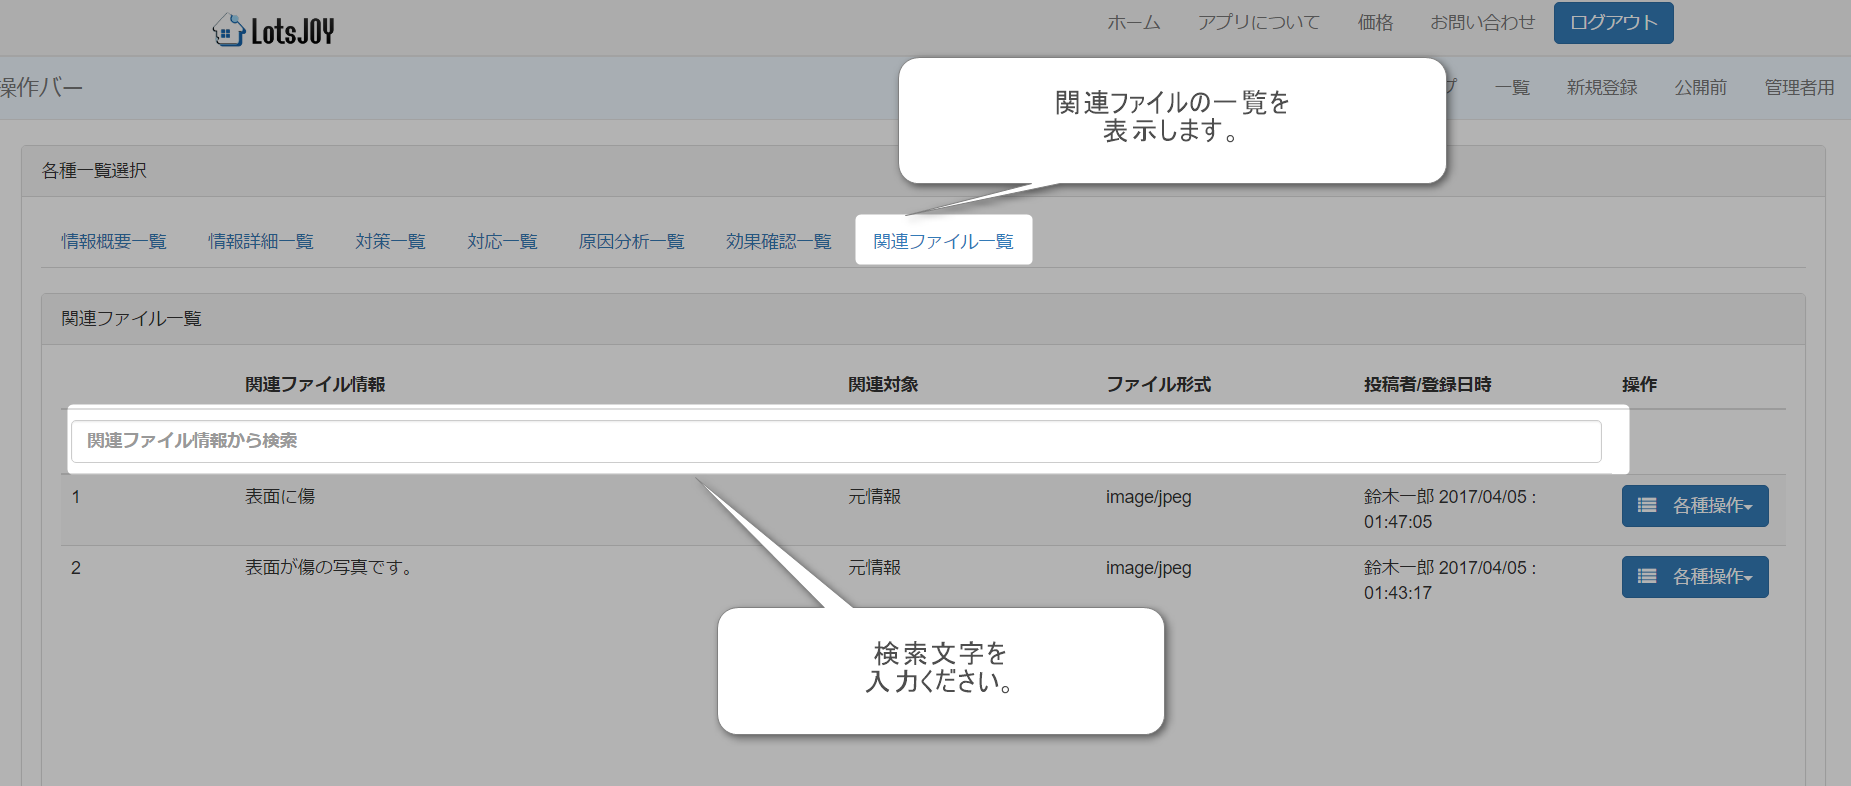 LotsJOY
ホーム
アプリについて
価格
お問い合わせ
ログアウト
操作バー
一覧
新規登録
公開前
管理者用
関連ファイルの一覧を
表示します。
各種一覧選択
情報概要一覧
情報詳細一覧
対策一覧
対応一覧
原因分析一覧
効果確認一覧
関連ファイル一覧
関連ファイル一覧
関連ファイル情報
関連対象
ファイル形式
投稿者/登録日時
操作
関連ファイル情報から検索
1
表面に傷
元情報
image/jpeg
鈴木一郎 2017/04/05 :
01:47:05
各種操作
2
表面が傷の写真です。
元情報
image/jpeg
鈴木一郎 2017/04/05 :
01:43:17
各種操作
検索文字を
入力ください。